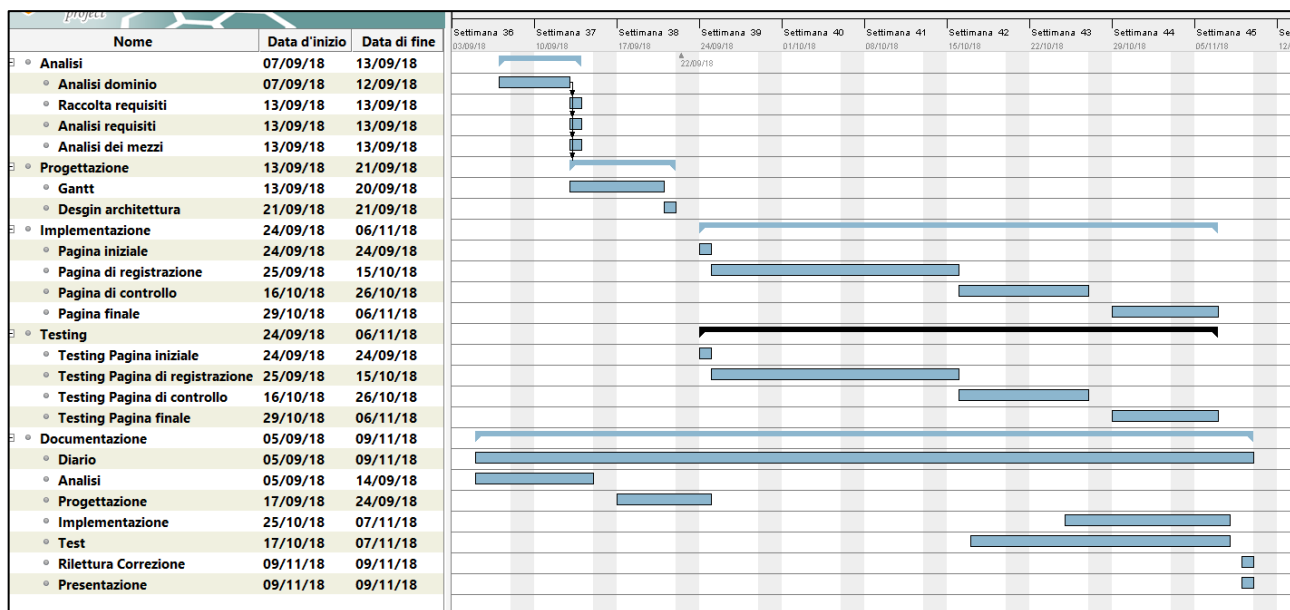 project
Nome Data d'inizio Data di fine
Settimana 36 Settimana 37 Settimana 38 Settimana 39 Settimana 40 Settimana 41 Settimana 42 Settimana 43 Settimana 44 Settimana 45
03/09/18 10/09/18 17/09/18 24/09/18 01/10/18 08/10/18 15/10/18 22/10/18 29/10/18 05/11/18 12/
22/09/18
Analisi 07/09/18 13/09/18
Analisi dominio 07/09/18 12/09/18
Raccolta requisiti 13/09/18 13/09/18
Analisi requisiti 13/09/18 13/09/18
Analisi dei mezzi 13/09/18 13/09/18
Progettazione 13/09/18 21/09/18
Gantt 13/09/18 20/09/18
Desgin architettura 21/09/18 21/09/18
Implementazione 24/09/18 06/11/18
Pagina iniziale 24/09/18 24/09/18
Pagina di registrazione 25/09/18 15/10/18
Pagina di controllo 16/10/18 26/10/18
Pagina finale 29/10/18 06/11/18
Testing 24/09/18 06/11/18
Testing Pagina iniziale 24/09/18 24/09/18
Testing Pagina di registrazione 25/09/18 15/10/18
Testing Pagina di controllo 16/10/18 26/10/18
Testing Pagina finale 29/10/18 06/11/18
Documentazione 05/09/18 09/11/18
Diario 05/09/18 09/11/18
Analisi 05/09/18 14/09/18
Progettazione 17/09/18 24/09/18
Implementazione 25/10/18 07/11/18
Test 17/10/18 07/11/18
Rilettura Correzione 09/11/18 09/11/18
Presentazione 09/11/18 09/11/18